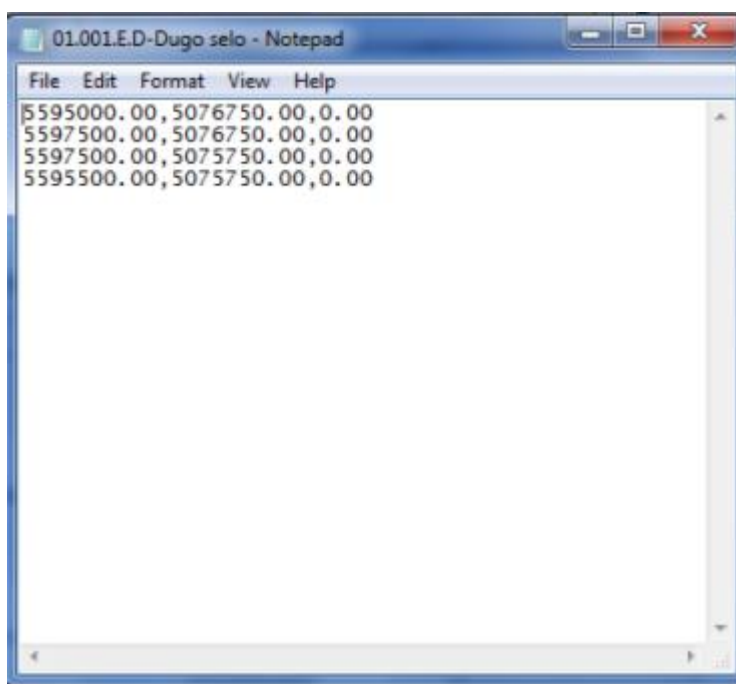 01.001.E.D-Dugo selo - Notepad
File Edit Format View Help
5595000.00,5076750.00,0.00
5597500.00,5076750.00,0.00
5597500.00,5075750.00,0.00
5595500.00,5075750.00,0.00